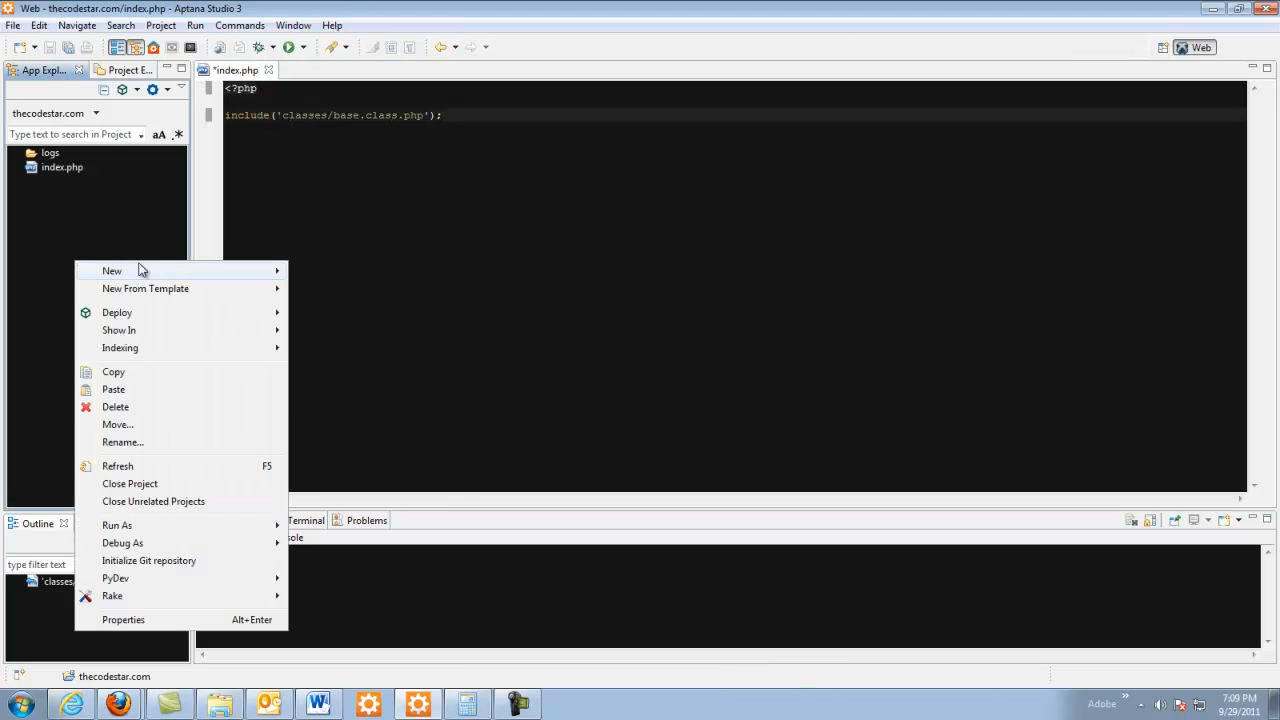 Web - thecodestar.com/index.php - Aptana Studio 3
File Edit Navigate Search Project Run Commands Window Help
Web
App Expl... Project E... *index.php
thecodestar.com
Type text to search in Project aA .*
logs
index.php
<?php
include('classes/base.class.php');
New
New From Template
Deploy
Show In
Indexing
Copy
Paste
Delete
Move...
Rename...
Refresh F5
Close Project
Close Unrelated Projects
Run As
Debug As
Initialize Git repository
PyDev
Rake
Properties Alt+Enter
Outline
type filter text
'classes/
Terminal Problems
sole
thecodestar.com
Adobe
7:09 PM
9/29/2011